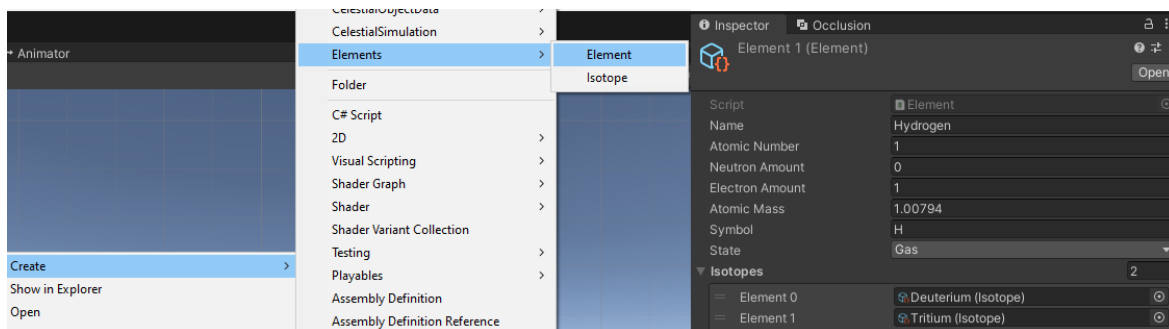 Animator
Create
Show in Explorer
Open
CelestialObjectData
CelestialSimulation
Elements
Folder
C# Script
2D
Visual Scripting
Shader Graph
Shader
Shader Variant Collection
Testing
Playables
Assembly Definition
Assembly Definition Reference
Element
Isotope
Inspector Occlusion
Element 1 (Element)
Open
Script Element
Name Hydrogen
Atomic Number 1
Neutron Amount 0
Electron Amount 1
Atomic Mass 1.00794
Symbol H
State Gas
Isotopes 2
Element 0 Deuterium (Isotope)
Element 1 Tritium (Isotope)